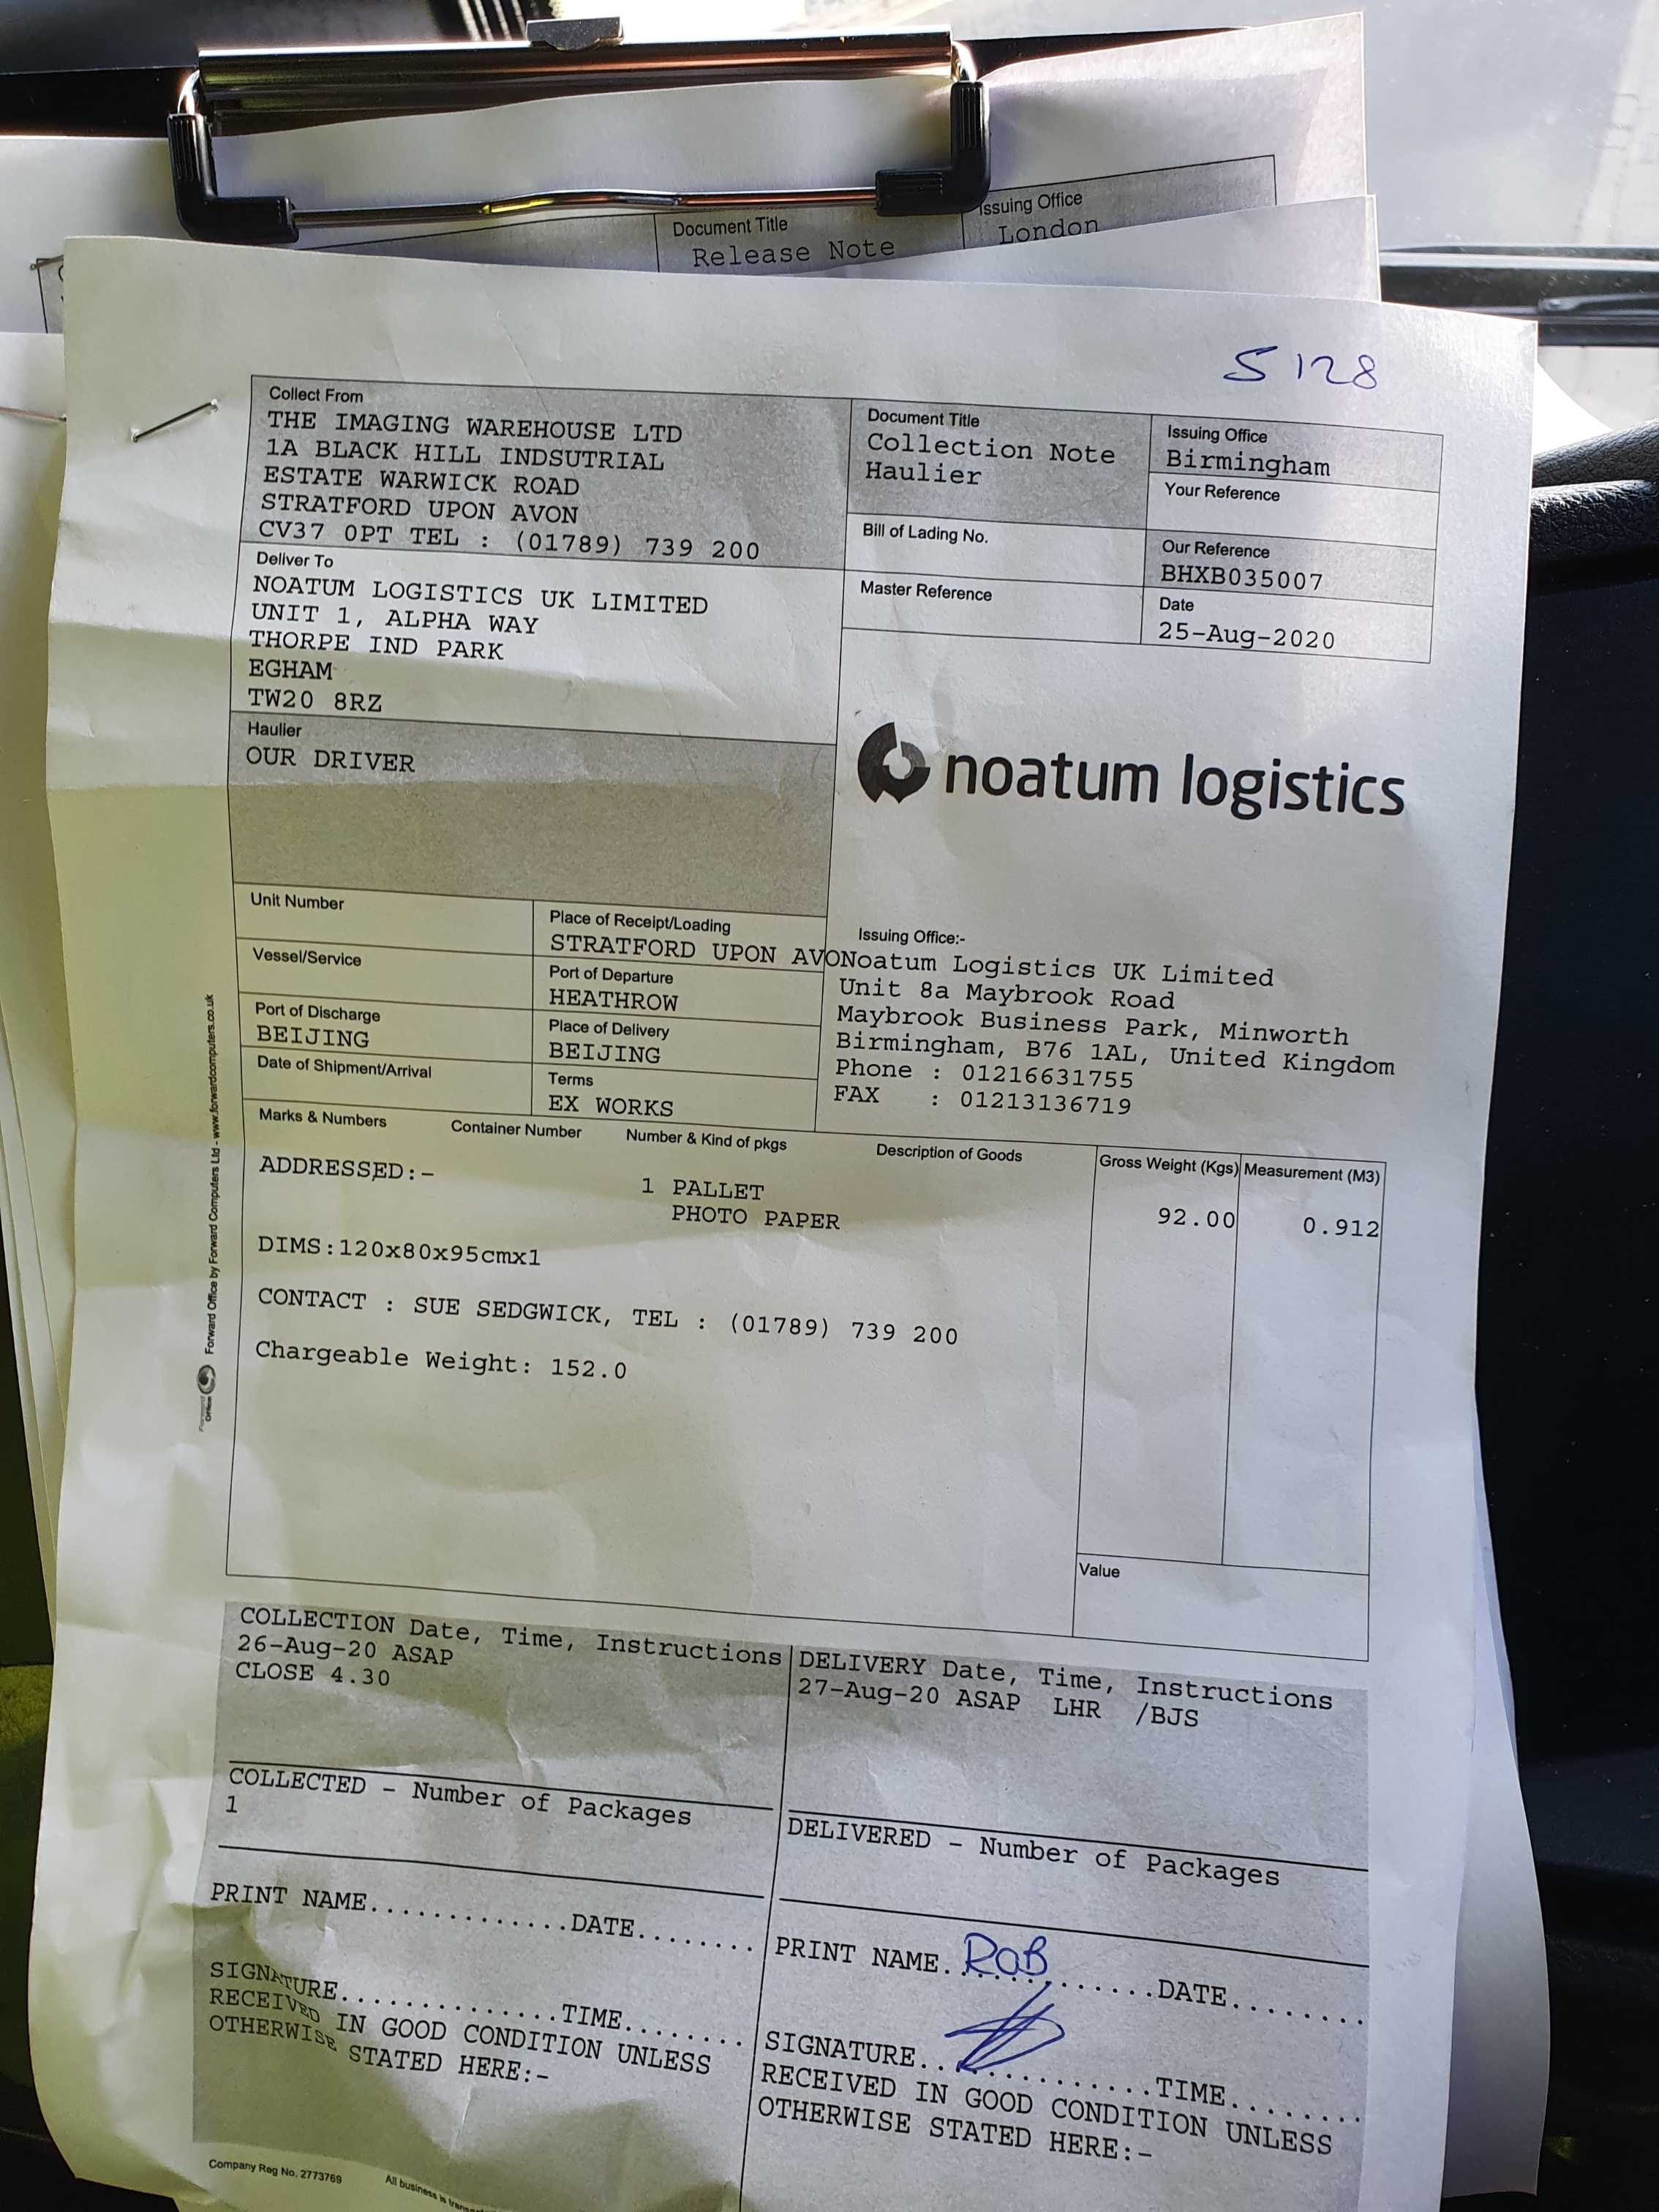 Document Title
Release Note
Issuing Office
London
S 128
Collect From
THE IMAGING WAREHOUSE LTD
1A BLACK HILL INDSUTRIAL
ESTATE WARWICK ROAD
STRATFORD UPON AVON
CV37 0PT TEL : (01789) 739 200
Document Title
Collection Note
Haulier
Issuing Office
Birmingham
Your Reference
Bill of Lading No.
Our Reference
BHXB035007
Master Reference
Date
25-Aug-2020
Deliver To
NOATUM LOGISTICS UK LIMITED
UNIT 1, ALPHA WAY
THORPE IND PARK
EGHAM
TW20 8RZ
Haulier
OUR DRIVER
noatum logistics
Unit Number
Place of Receipt/Loading
STRATFORD UPON AVON
Vessel/Service
Port of Departure
HEATHROW
Port of Discharge
BEIJING
Place of Delivery
BEIJING
Date of Shipment/Arrival
Terms
EX WORKS
Issuing Office:-
Noatum Logistics UK Limited
Unit 8a Maybrook Road
Maybrook Business Park, Minworth
Birmingham, B76 1AL, United Kingdom
Phone : 01216631755
FAX : 01213136719
Marks & Numbers Container Number Number & Kind of pkgs Description of Goods Gross Weight (Kgs) Measurement (M3)
ADDRESSED:-
1 PALLET 92.00 0.912
PHOTO PAPER
DIMS:120x80x95cmx1
CONTACT : SUE SEDGWICK, TEL : (01789) 739 200
Chargeable Weight: 152.0
Value
Forward Office by Forward Computers Ltd - www.forwardcomputers.co.uk
COLLECTION Date, Time, Instructions
26-Aug-20 ASAP
CLOSE 4.30
DELIVERY Date, Time, Instructions
27-Aug-20 ASAP LHR /BJS
COLLECTED - Number of Packages
1
DELIVERED - Number of Packages
PRINT NAME.............DATE........
SIGNATURE..............TIME........
RECEIVED IN GOOD CONDITION UNLESS
OTHERWISE STATED HERE:-
PRINT NAME. ROB ............DATE.........
SIGNATURE.. ............TIME.........
RECEIVED IN GOOD CONDITION UNLESS
OTHERWISE STATED HERE:-
Company Reg No. 2773769
All business is